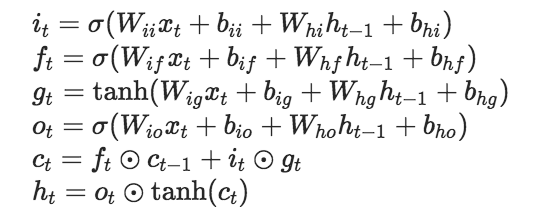 i_t = σ(W_{ii}x_t + b_{ii} + W_{hi}h_{t−1} + b_{hi})
f_t = σ(W_{if}x_t + b_{if} + W_{hf}h_{t−1} + b_{hf})
g_t = tanh(W_{ig}x_t + b_{ig} + W_{hg}h_{t−1} + b_{hg})
o_t = σ(W_{io}x_t + b_{io} + W_{ho}h_{t−1} + b_{ho})
c_t = f_t ⊙ c_{t−1} + i_t ⊙ g_t
h_t = o_t ⊙ tanh(c_t)